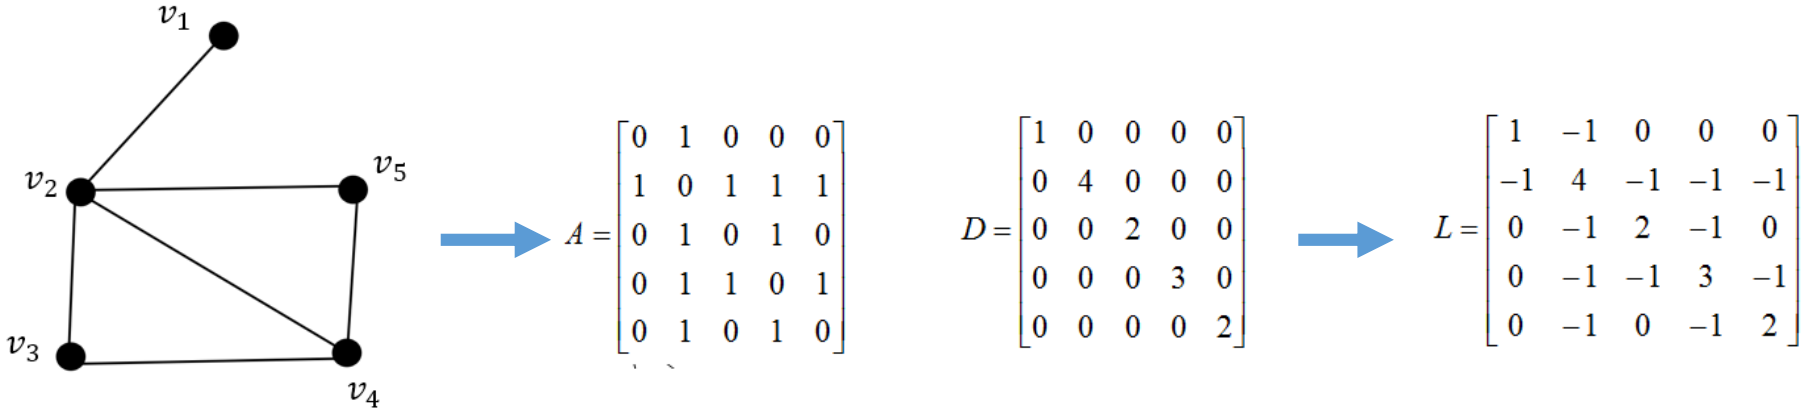 v1
v2
v5
v3
v4
A =
0 1 0 0 0
1 0 1 1 1
0 1 0 1 0
0 1 1 0 1
0 1 0 1 0
D =
1 0 0 0 0
0 4 0 0 0
0 0 2 0 0
0 0 0 3 0
0 0 0 0 2
L =
1 −1 0 0 0
−1 4 −1 −1 −1
0 −1 2 −1 0
0 −1 −1 3 −1
0 −1 0 −1 2